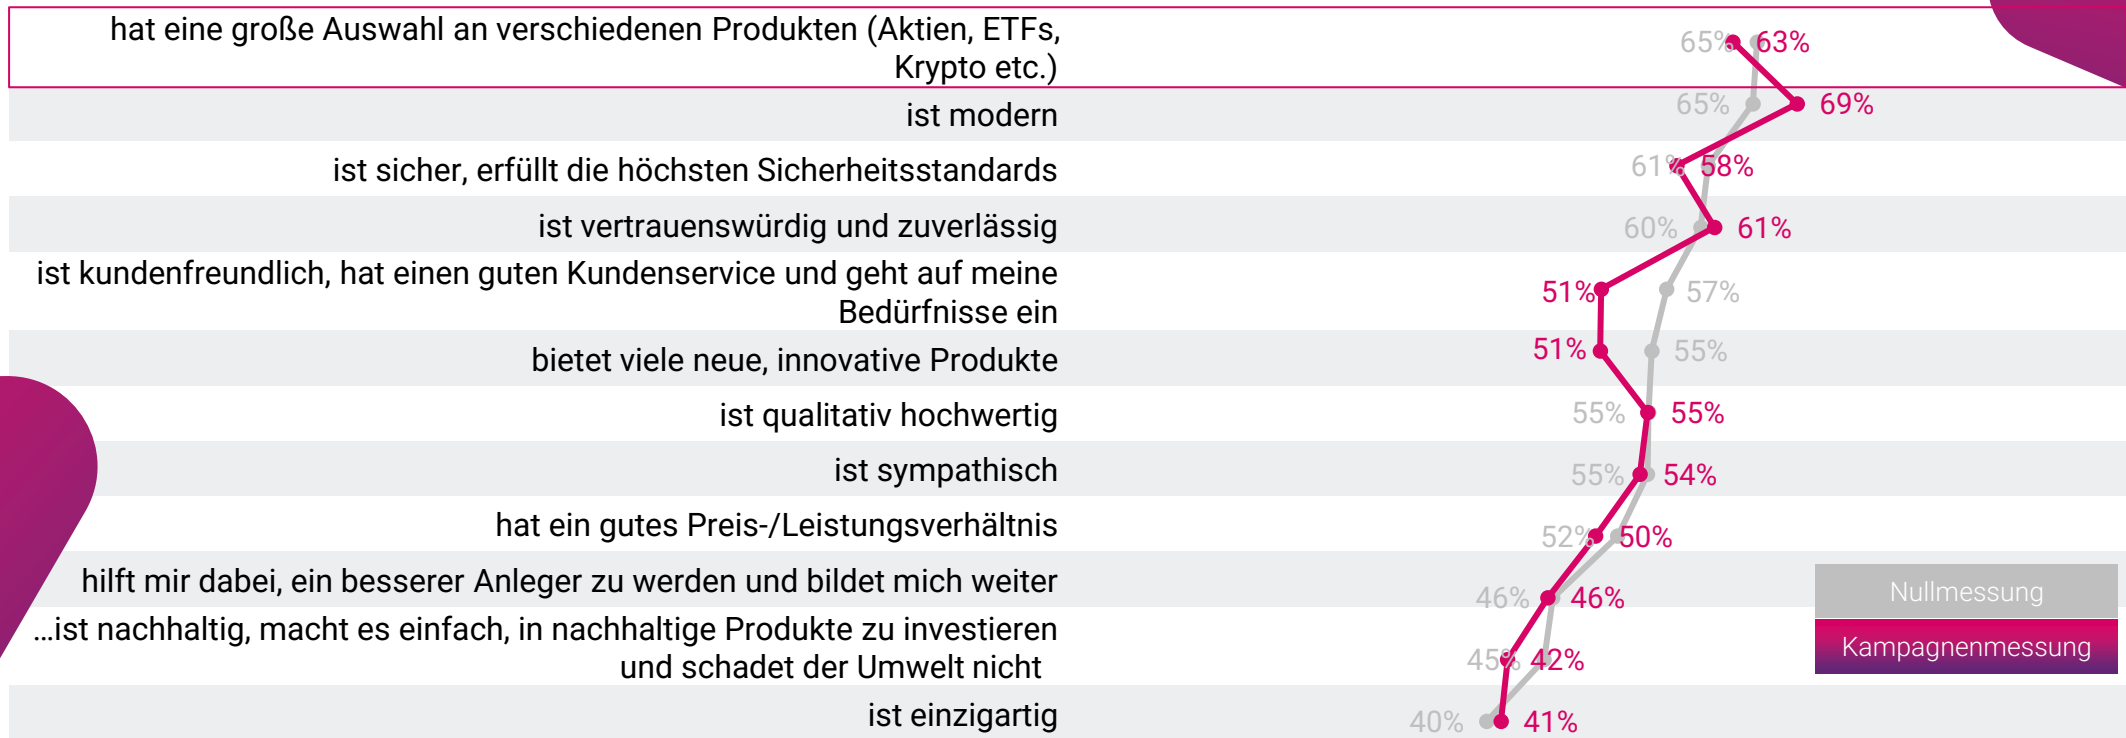 hat eine große Auswahl an verschiedenen Produkten (Aktien, ETFs,
Krypto etc.)
65% 63%
ist modern
65% 69%
ist sicher, erfüllt die höchsten Sicherheitsstandards
61% 58%
ist vertrauenswürdig und zuverlässig
60% 61%
ist kundenfreundlich, hat einen guten Kundenservice und geht auf meine
Bedürfnisse ein
51% 57%
bietet viele neue, innovative Produkte
51% 55%
ist qualitativ hochwertig
55% 55%
ist sympathisch
55% 54%
hat ein gutes Preis-/Leistungsverhältnis
52% 50%
hilft mir dabei, ein besserer Anleger zu werden und bildet mich weiter
46% 46%
...ist nachhaltig, macht es einfach, in nachhaltige Produkte zu investieren
und schadet der Umwelt nicht
45% 42%
ist einzigartig
40% 41%
Nullmessung
Kampagnenmessung